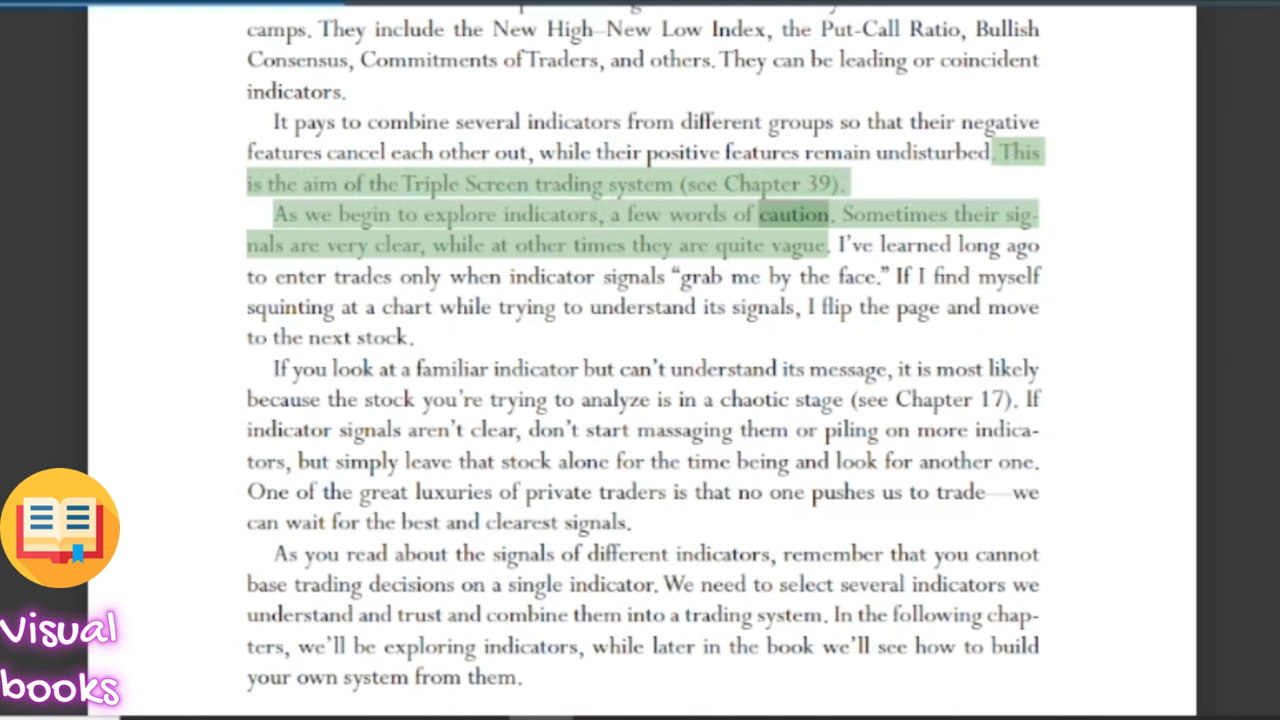 camps. They include the New High–New Low Index, the Put-Call Ratio, Bullish
Consensus, Commitments of Traders, and others. They can be leading or coincident
indicators.
It pays to combine several indicators from different groups so that their negative
features cancel each other out, while their positive features remain undisturbed. This
is the aim of the Triple Screen trading system (see Chapter 39).
As we begin to explore indicators, a few words of caution. Sometimes their sig-
nals are very clear, while at other times they are quite vague. I’ve learned long ago
to enter trades only when indicator signals “grab me by the face.” If I find myself
squinting at a chart while trying to understand its signals, I flip the page and move
to the next stock.
If you look at a familiar indicator but can’t understand its message, it is most likely
because the stock you’re trying to analyze is in a chaotic stage (see Chapter 17). If
indicator signals aren’t clear, don’t start massaging them or piling on more indica-
tors, but simply leave that stock alone for the time being and look for another one.
One of the great luxuries of private traders is that no one pushes us to trade—we
can wait for the best and clearest signals.
As you read about the signals of different indicators, remember that you cannot
base trading decisions on a single indicator. We need to select several indicators we
understand and trust and combine them into a trading system. In the following chap-
ters, we’ll be exploring indicators, while later in the book we’ll see how to build
your own system from them.
Visual
books